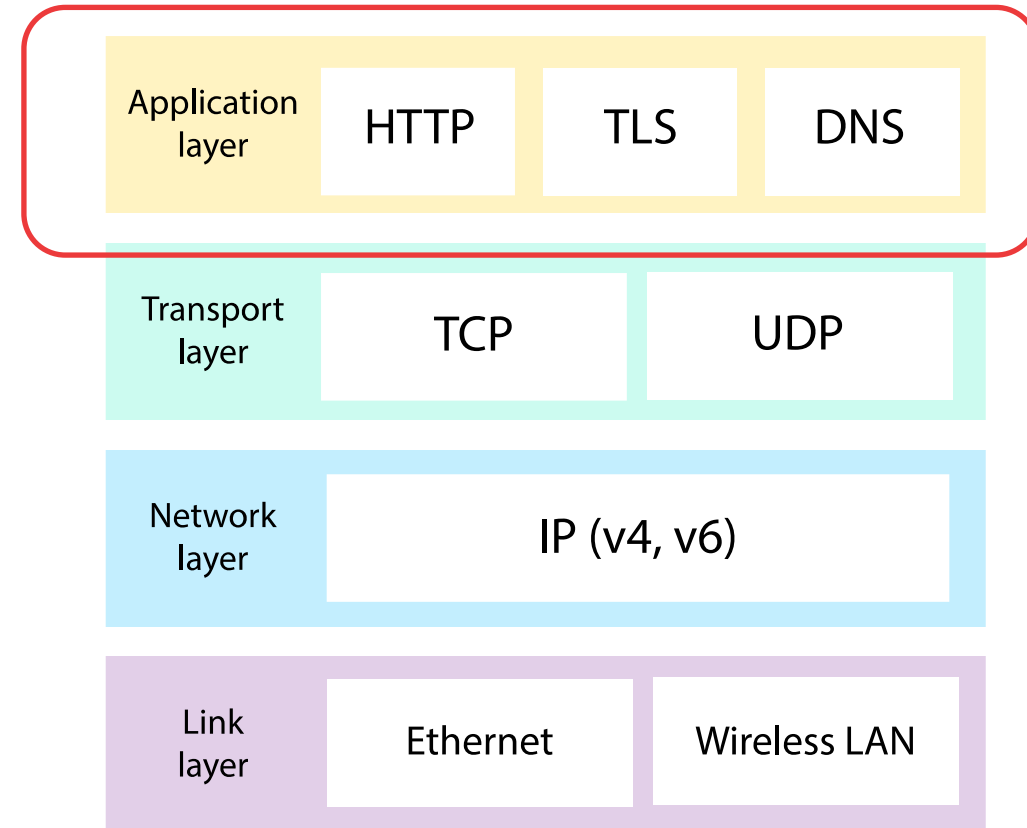 Application
layer
HTTP
TLS
DNS
Transport
layer
TCP
UDP
Network
layer
IP (v4, v6)
Link
layer
Ethernet
Wireless LAN